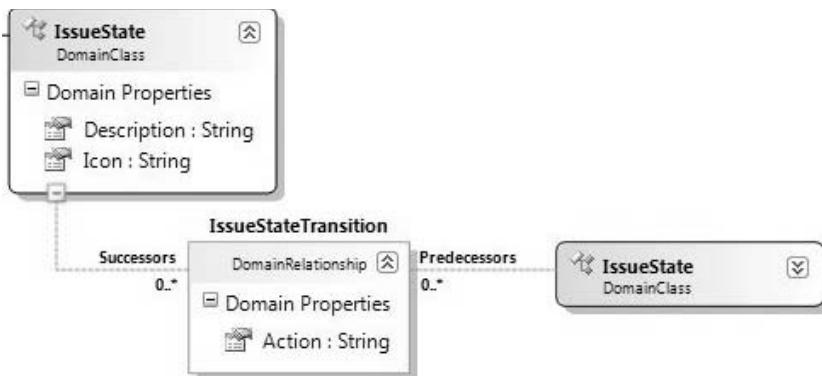 IssueState
DomainClass
Domain Properties
Description : String
Icon : String
IssueStateTransition
Successors
0..*
DomainRelationship
Predecessors
0..*
Domain Properties
Action : String
IssueState
DomainClass